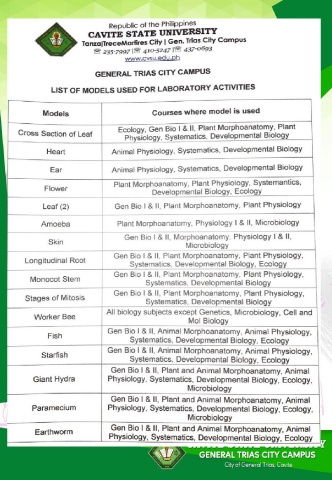 Republic of the Philippines
CAVITE STATE UNIVERSITY
Tanza|TreceMartires City | Gen. Trias City Campus
☏ 235-7997 |☏ 410-5247 |☏ 437-0693
www.cvsu.edu.ph
GENERAL TRIAS CITY CAMPUS
LIST OF MODELS USED FOR LABORATORY ACTIVITIES
Models Courses where model is used
Cross Section of Leaf Ecology, Gen Bio I & II, Plant Morphoanatomy, Plant
Physiology, Systematics, Developmental Biology
Heart Animal Physiology, Systematics, Developmental Biology
Ear Animal Physiology, Systematics, Developmental Biology
Flower Plant Morphoanatomy, Plant Physiology, Systemantics,
Developmental Biology, Ecology
Leaf (2) Gen Bio I & II, Plant Morphoanatomy, Plant Physiology
Amoeba Plant Morphoanatomy, Physiology I & II, Microbiology
Skin Gen Bio I & II, Morphoanatomy, Physiology I & II,
Microbiology
Longitudinal Root Gen Bio I & II, Plant Morphoanatomy, Plant Physiology,
Systematics, Developmental Biology, Ecology
Monocot Stem Gen Bio I & II, Plant Morphoanatomy, Plant Physiology,
Systematics, Developmental Biology
Stages of Mitosis Gen Bio I & II, Plant Morphoanatomy, Plant Physiology,
Systematics, Developmental Biology
Worker Bee All biology subjects except Genetics, Microbiology, Cell and
Mol Biology
Fish Gen Bio I & II, Animal Morphoanatomy, Animal Physiology,
Systematics, Developmental Biology, Ecology
Starfish Gen Bio I & II, Animal Morphoanatomy, Animal Physiology,
Systematics, Developmental Biology, Ecology
Giant Hydra Gen Bio I & II, Plant and Animal Morphoanatomy, Animal
Physiology, Systematics, Developmental Biology, Ecology,
Microbiology
Paramecium Gen Bio I & II, Plant and Animal Morphoanatomy, Animal
Physiology, Systematics, Developmental Biology, Ecology,
Microbiology
Earthworm Gen Bio I & II, Plant and Animal Morphoanatomy, Animal
Physiology, Systematics, Developmental Biology, Ecology
GENERAL TRIAS CITY CAMPUS
City of General Trias, Cavite